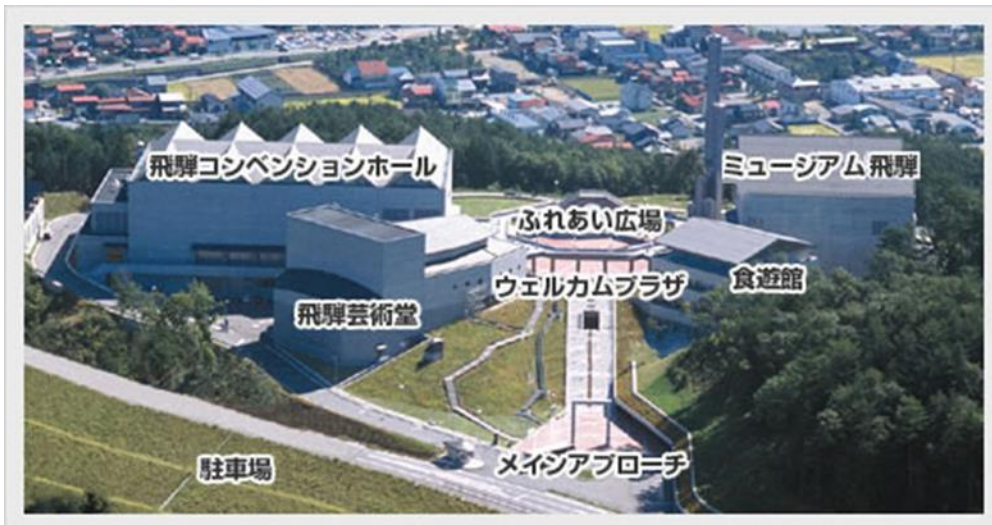 飛騨コンベンションホール
ミュージアム飛騨
ふれあい広場
ウェルカムプラザ
食遊館
飛騨芸術堂
駐車場
メインアプローチ